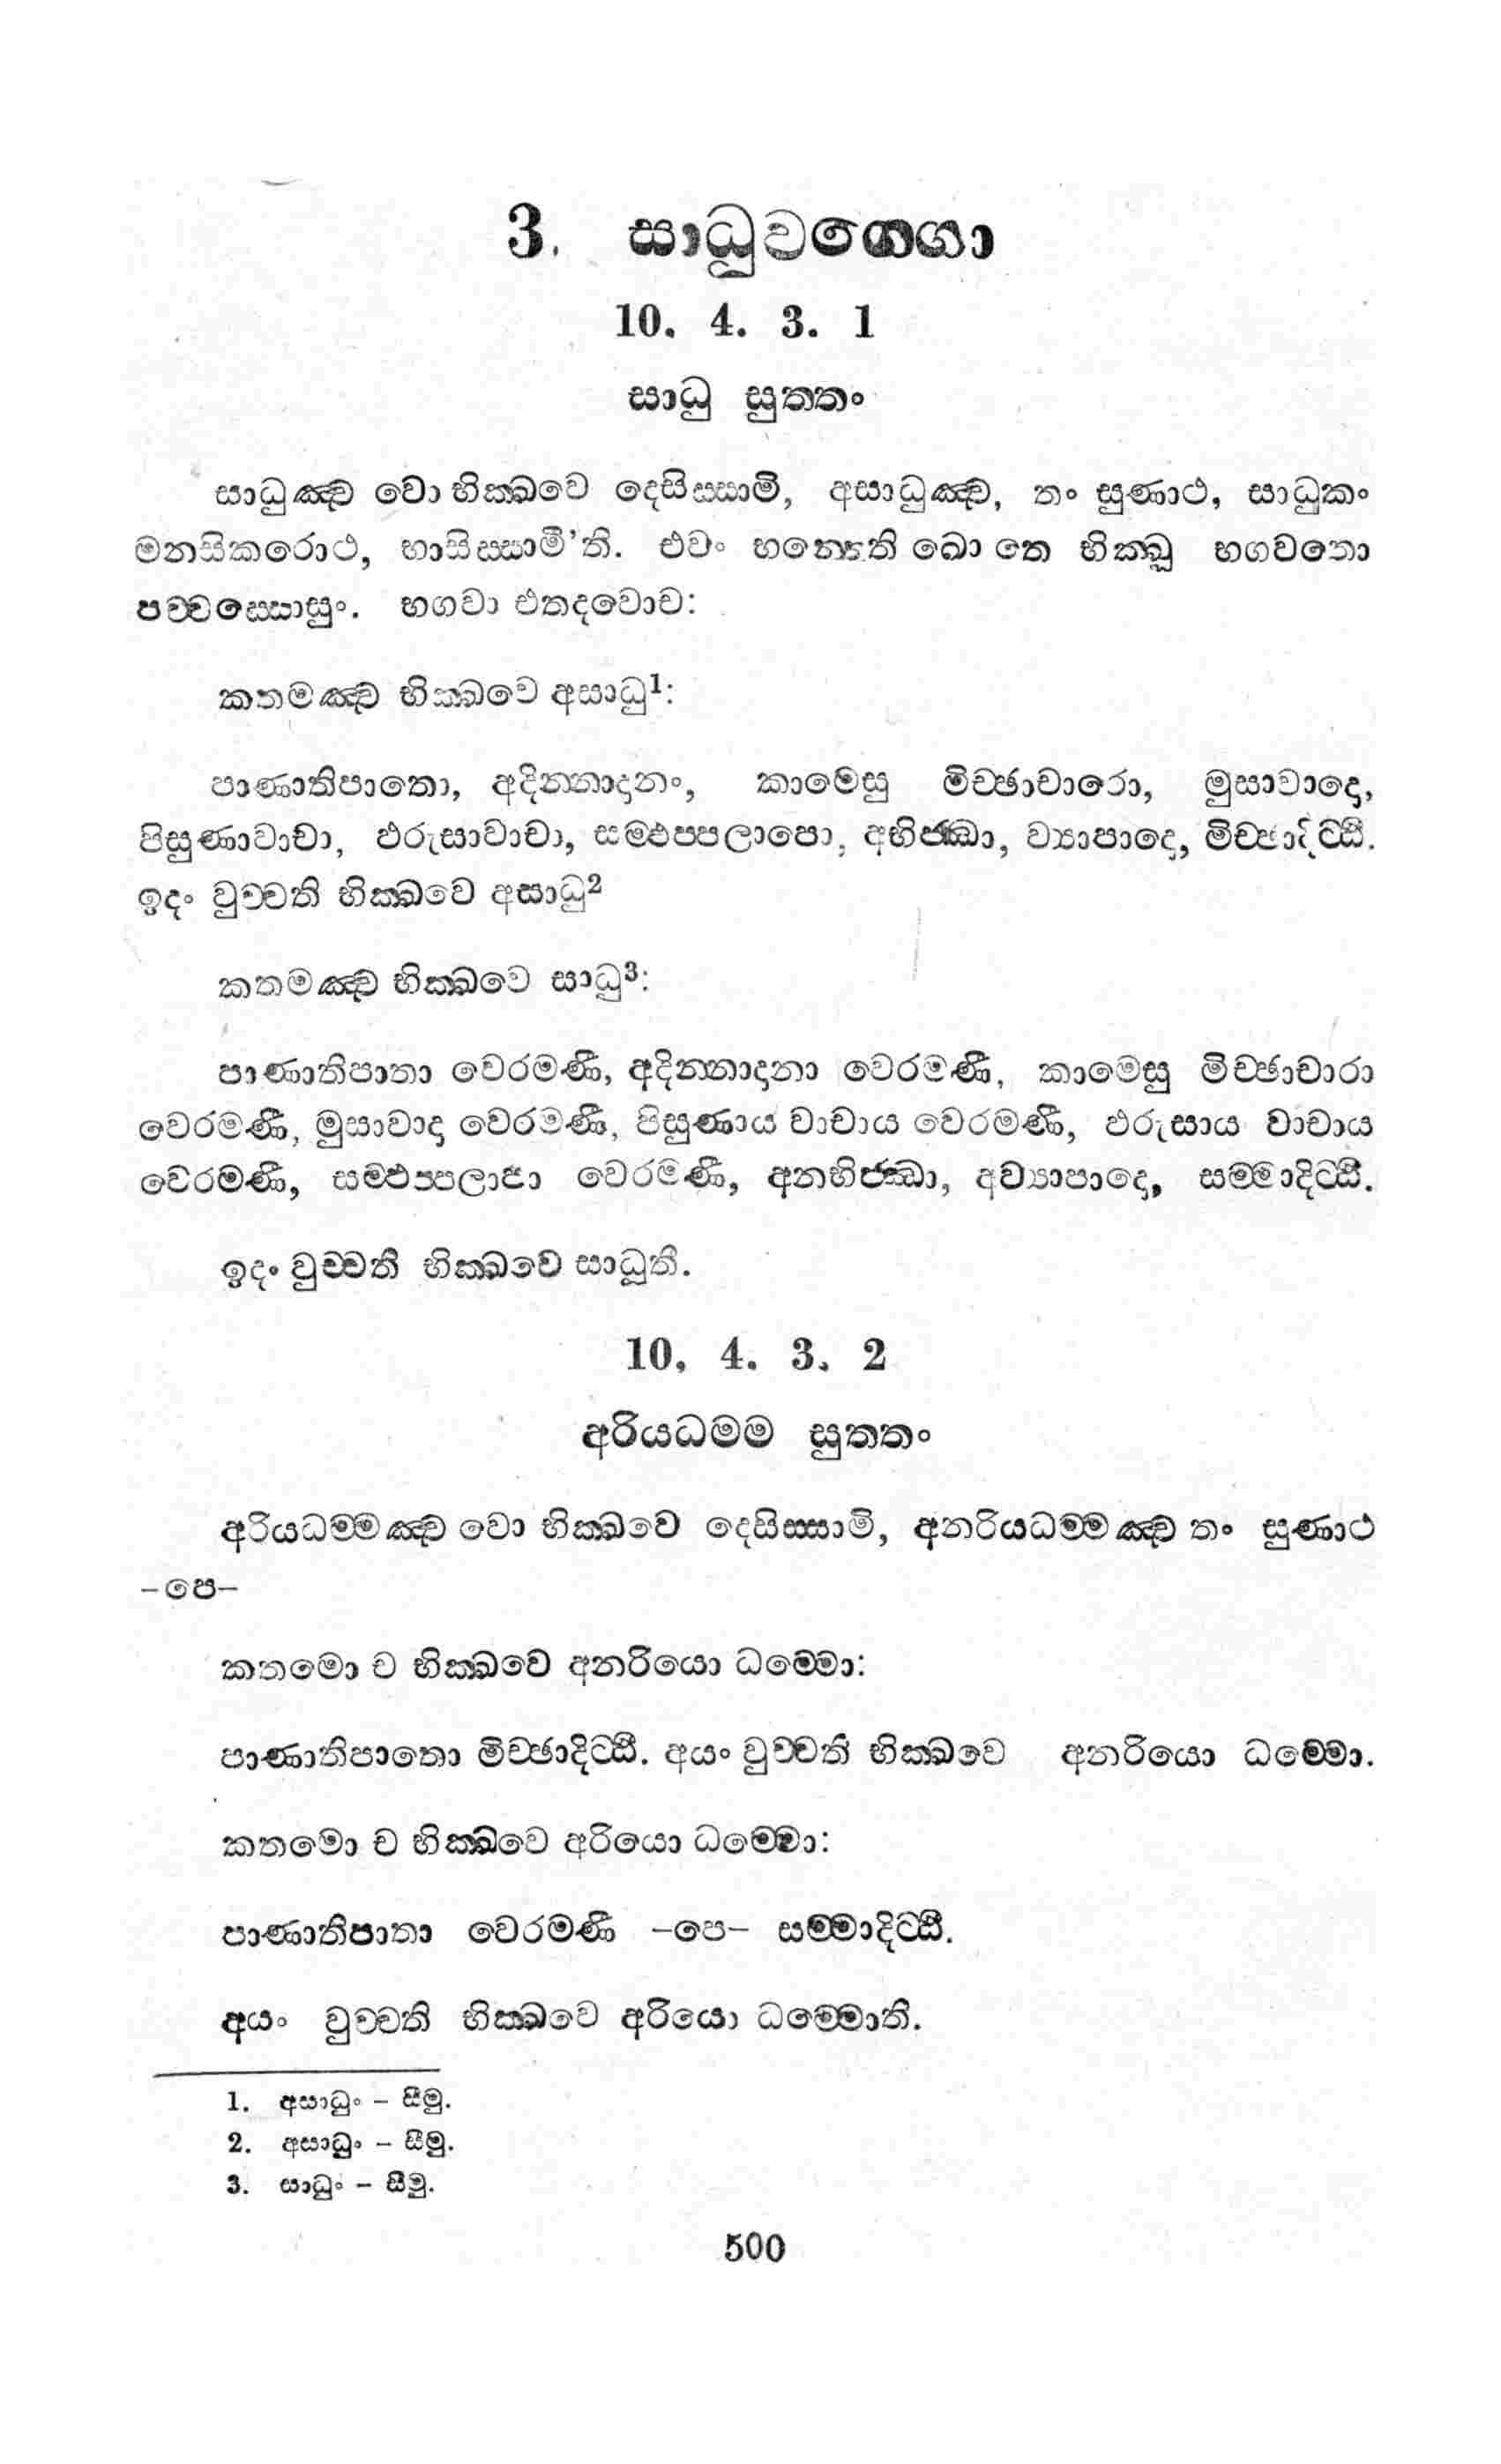 3. සාධුවග්ගො
10. 4. 3. 1
සාධු සුත්තං
සාධුඤ්ච වො භික්ඛවෙ දෙසිස්සාමි, අසාධුඤ්ච, තං සුණාථ, සාධුකං
මනසිකරොථ, භාසිස්සාමී’ති. එවං භන්තෙති ඛො තෙ භික්ඛූ භගවතො
පච්චස්සොසුං. භගවා එතදවොච:
කතමඤ්ච භික්ඛවෙ අසාධු1:
පාණාතිපාතො, අදින්නාදානං, කාමෙසු මිච්ඡාචාරො, මුසාවාදො,
පිසුණාවාචා, ඵරුසාවාචා, සම්ඵප්පලාපො, අභිජ්ඣා, ව්‍යාපාදො, මිච්ඡාදිට්ඨි.
ඉදං වුච්චති භික්ඛවෙ අසාධු2
කතමඤ්ච භික්ඛවෙ සාධු3:
පාණාතිපාතා වෙරමණී, අදින්නාදානා වෙරමණී, කාමෙසු මිච්ඡාචාරා
වෙරමණී, මුසාවාදා වෙරමණී, පිසුණාය වාචාය වෙරමණී, ඵරුසාය වාචාය
වෙරමණී, සම්ඵප්පලාපා වෙරමණී, අනභිජ්ඣා, අව්‍යාපාදො, සම්මාදිට්ඨි.
ඉදං වුච්චති භික්ඛවෙ සාධූති.
10. 4. 3. 2
අරියධම්ම සුත්තං
අරියධම්මඤ්ච වො භික්ඛවෙ දෙසිස්සාමි, අනරියධම්මඤ්ච තං සුණාථ
–පෙ–
කතමො ච භික්ඛවෙ අනරියො ධම්මො:
පාණාතිපාතො මිච්ඡාදිට්ඨි. අයං වුච්චති භික්ඛවෙ අනරියො ධම්මො.
කතමො ච භික්ඛවෙ අරියො ධම්මො:
පාණාතිපාතා වෙරමණී –පෙ– සම්මාදිට්ඨි.
අයං වුච්චති භික්ඛවෙ අරියො ධම්මොති.
1. අසාධුං – සීමු.
2. අසාධුං – සීමු.
3. සාධුං – සීමු.
500